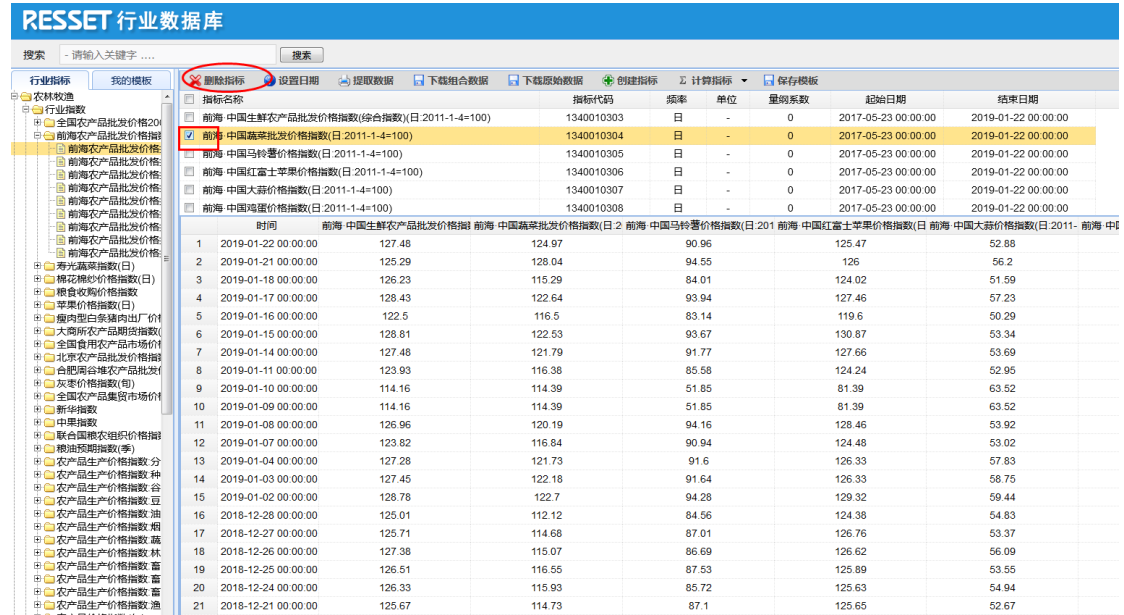 RESSET 行业数据库
搜索 - 请输入关键字 .... 搜索
行业指标 我的模板
删除指标 设置日期 提取数据 下载组合数据 下载原始数据 创建指标 Σ 计算指标 保存模板
农林牧渔
行业指数
全国农产品批发价格200
前海农产品批发价格指数
前海农产品批发价格
前海农产品批发价格
前海农产品批发价格
前海农产品批发价格
前海农产品批发价格
前海农产品批发价格
前海农产品批发价格
前海农产品批发价格
前海农产品批发价格
寿光蔬菜指数(日)
棉花棉纱价格指数(日)
粮食收购价格指数
苹果价格指数(日)
瘦肉型白条猪肉出厂价
大商所农产品期货指数(
全国食用农产品市场价
北京农产品批发价格指
合肥周谷堆农产品批发
灰枣价格指数(旬)
全国农产品集贸市场价
新华指数
中果指数
联合国粮农组织价格指
粮油预期指数(季)
农产品生产价格指数:分
农产品生产价格指数:种
农产品生产价格指数:谷
农产品生产价格指数:豆
农产品生产价格指数:油
农产品生产价格指数:烟
农产品生产价格指数:蔬
农产品生产价格指数:林
农产品生产价格指数:畜
农产品生产价格指数:畜
农产品生产价格指数:畜
农产品生产价格指数:渔
指标名称 指标代码 频率 单位 量纲系数 起始日期 结束日期
前海·中国生鲜农产品批发价格指数(综合指数)(日:2011-1-4=100) 1340010303 日 - 0 2017-05-23 00:00:00 2019-01-22 00:00:00
前海·中国蔬菜批发价格指数(日:2011-1-4=100) 1340010304 日 - 0 2017-05-23 00:00:00 2019-01-22 00:00:00
前海·中国马铃薯价格指数(日:2011-1-4=100) 1340010305 日 - 0 2017-05-23 00:00:00 2019-01-22 00:00:00
前海·中国红富士苹果价格指数(日:2011-1-4=100) 1340010306 日 - 0 2017-05-23 00:00:00 2019-01-22 00:00:00
前海·中国大蒜价格指数(日:2011-1-4=100) 1340010307 日 - 0 2017-05-23 00:00:00 2019-01-22 00:00:00
前海·中国鸡蛋价格指数(日:2011-1-4=100) 1340010308 日 - 0 2017-05-23 00:00:00 2019-01-22 00:00:00
时间 前海·中国生鲜农产品批发价格指 前海·中国蔬菜批发价格指数(日:2 前海·中国马铃薯价格指数(日:201 前海·中国红富士苹果价格指数(日 前海·中国大蒜价格指数(日:2011- 前海·中
1 2019-01-22 00:00:00 127.48 124.97 90.96 125.47 52.88
2 2019-01-21 00:00:00 125.29 128.04 94.55 126 56.2
3 2019-01-18 00:00:00 126.23 115.29 84.01 124.02 51.59
4 2019-01-17 00:00:00 128.43 122.64 93.94 127.46 57.23
5 2019-01-16 00:00:00 122.5 116.5 83.14 119.6 50.29
6 2019-01-15 00:00:00 128.81 122.53 93.67 130.87 53.34
7 2019-01-14 00:00:00 127.48 121.79 91.77 127.66 53.69
8 2019-01-11 00:00:00 123.93 116.38 85.58 124.24 52.95
9 2019-01-10 00:00:00 114.16 114.39 51.85 81.39 63.52
10 2019-01-09 00:00:00 114.16 114.39 51.85 81.39 63.52
11 2019-01-08 00:00:00 126.96 120.19 94.16 128.46 53.92
12 2019-01-07 00:00:00 123.82 116.84 90.94 124.48 53.02
13 2019-01-04 00:00:00 127.28 121.73 91.6 126.33 57.83
14 2019-01-03 00:00:00 127.45 122.18 91.64 126.33 58.75
15 2019-01-02 00:00:00 128.78 122.7 94.28 129.32 59.44
16 2018-12-28 00:00:00 125.01 112.12 84.56 124.38 54.83
17 2018-12-27 00:00:00 125.71 114.68 87.01 126.76 53.37
18 2018-12-26 00:00:00 127.38 115.07 86.69 126.62 56.09
19 2018-12-25 00:00:00 126.51 116.55 87.53 125.89 53.55
20 2018-12-24 00:00:00 126.33 115.93 85.72 125.63 54.94
21 2018-12-21 00:00:00 125.67 114.73 87.1 125.65 52.67